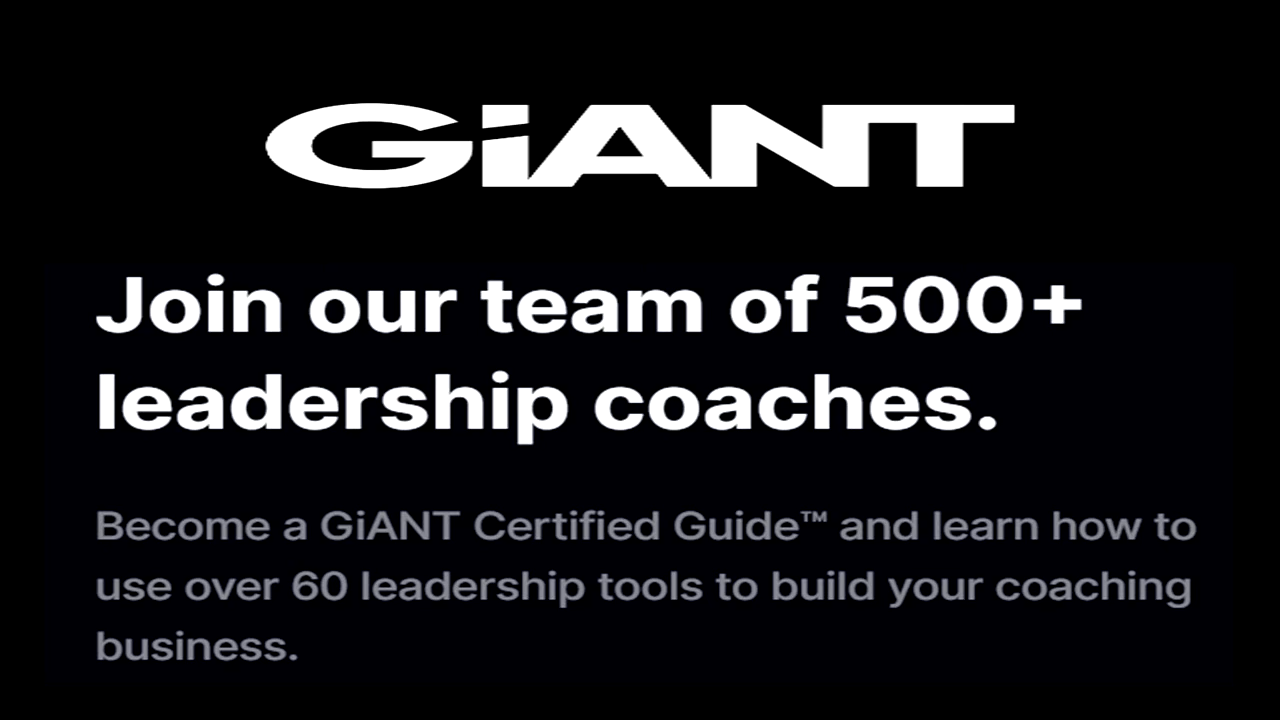 GiANT
Join our team of 500+
leadership coaches.
Become a GiANT Certified Guide™ and learn how to
use over 60 leadership tools to build your coaching
business.